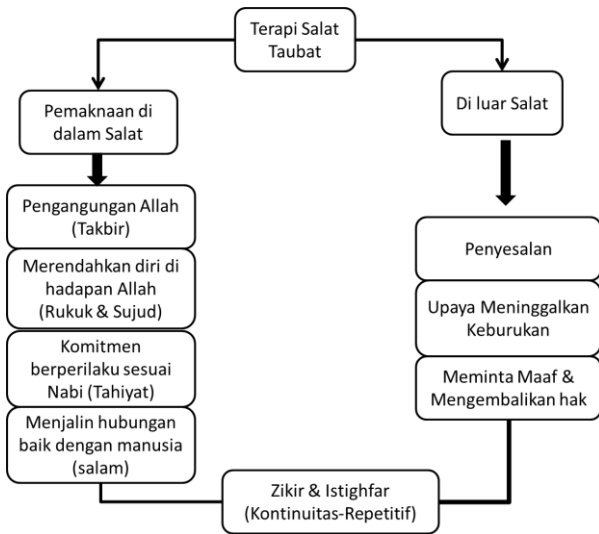 Terapi Salat
Taubat
Pemaknaan di
dalam Salat
Di luar Salat
Pengangungan Allah
(Takbir)
Merendahkan diri di
hadapan Allah
(Rukuk & Sujud)
Komitmen
berperilaku sesuai
Nabi (Tahiyat)
Menjalin hubungan
baik dengan manusia
(salam)
Penyesalan
Upaya Meninggalkan
Keburukan
Meminta Maaf &
Mengembalikan hak
Zikir & Istighfar
(Kontinuitas-Repetitif)